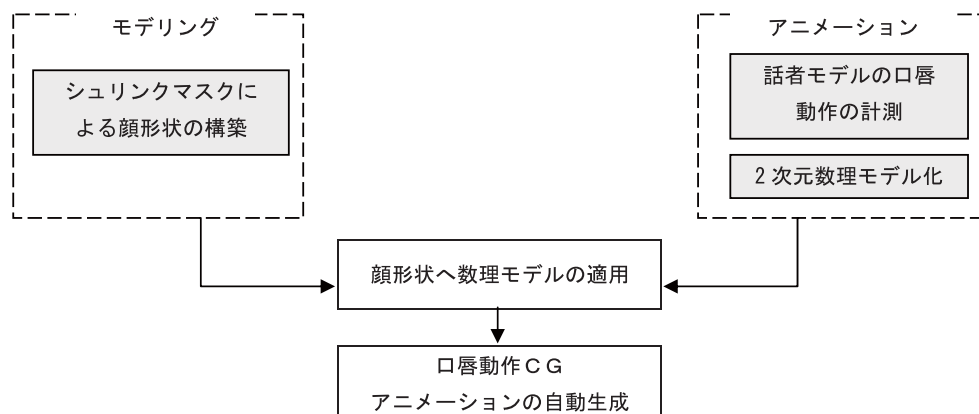 モデリング
シュリンクマスクに
よる顔形状の構築
アニメーション
話者モデルの口唇
動作の計測
2次元数理モデル化
顔形状へ数理モデルの適用
口唇動作CG
アニメーションの自動生成